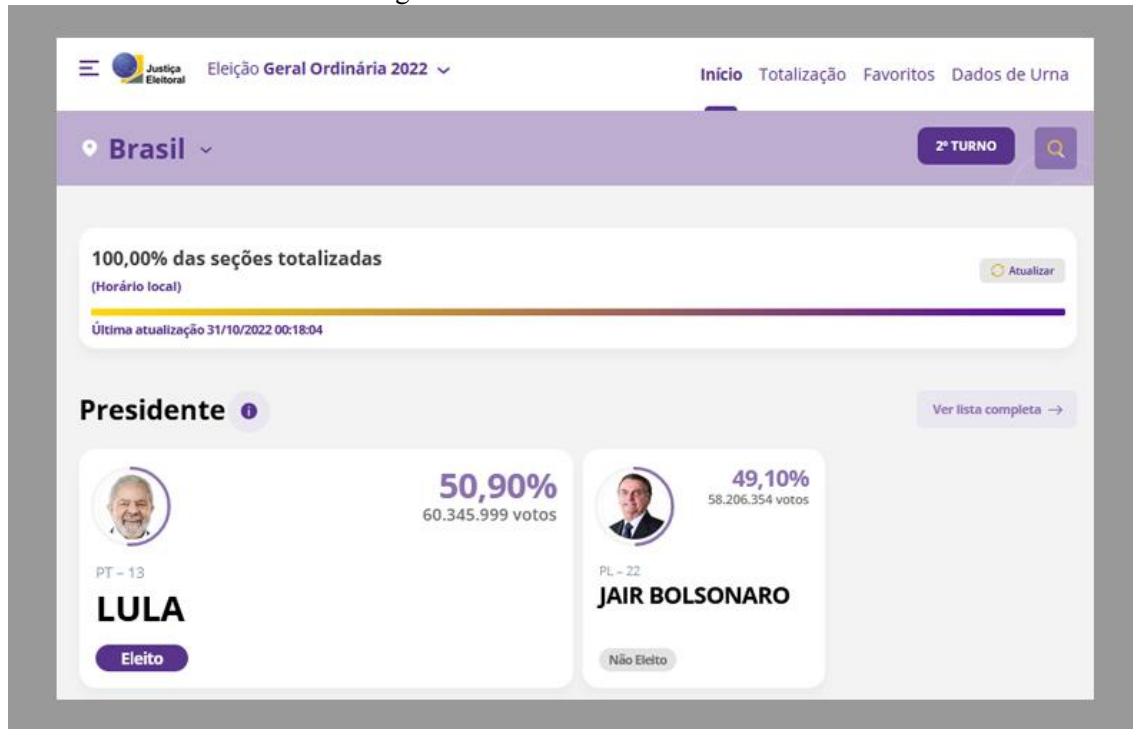 Justiça
Eleitoral
Eleição Geral Ordinária 2022
Início Totalização Favoritos Dados de Urna
Brasil
2º TURNO
100,00% das seções totalizadas
(Horário local)
Atualizar
Última atualização 31/10/2022 00:18:04
Presidente
Ver lista completa →
50,90%
60.345.999 votos
PT – 13
LULA
Eleito
49,10%
58.206.354 votos
PL – 22
JAIR BOLSONARO
Não Eleito